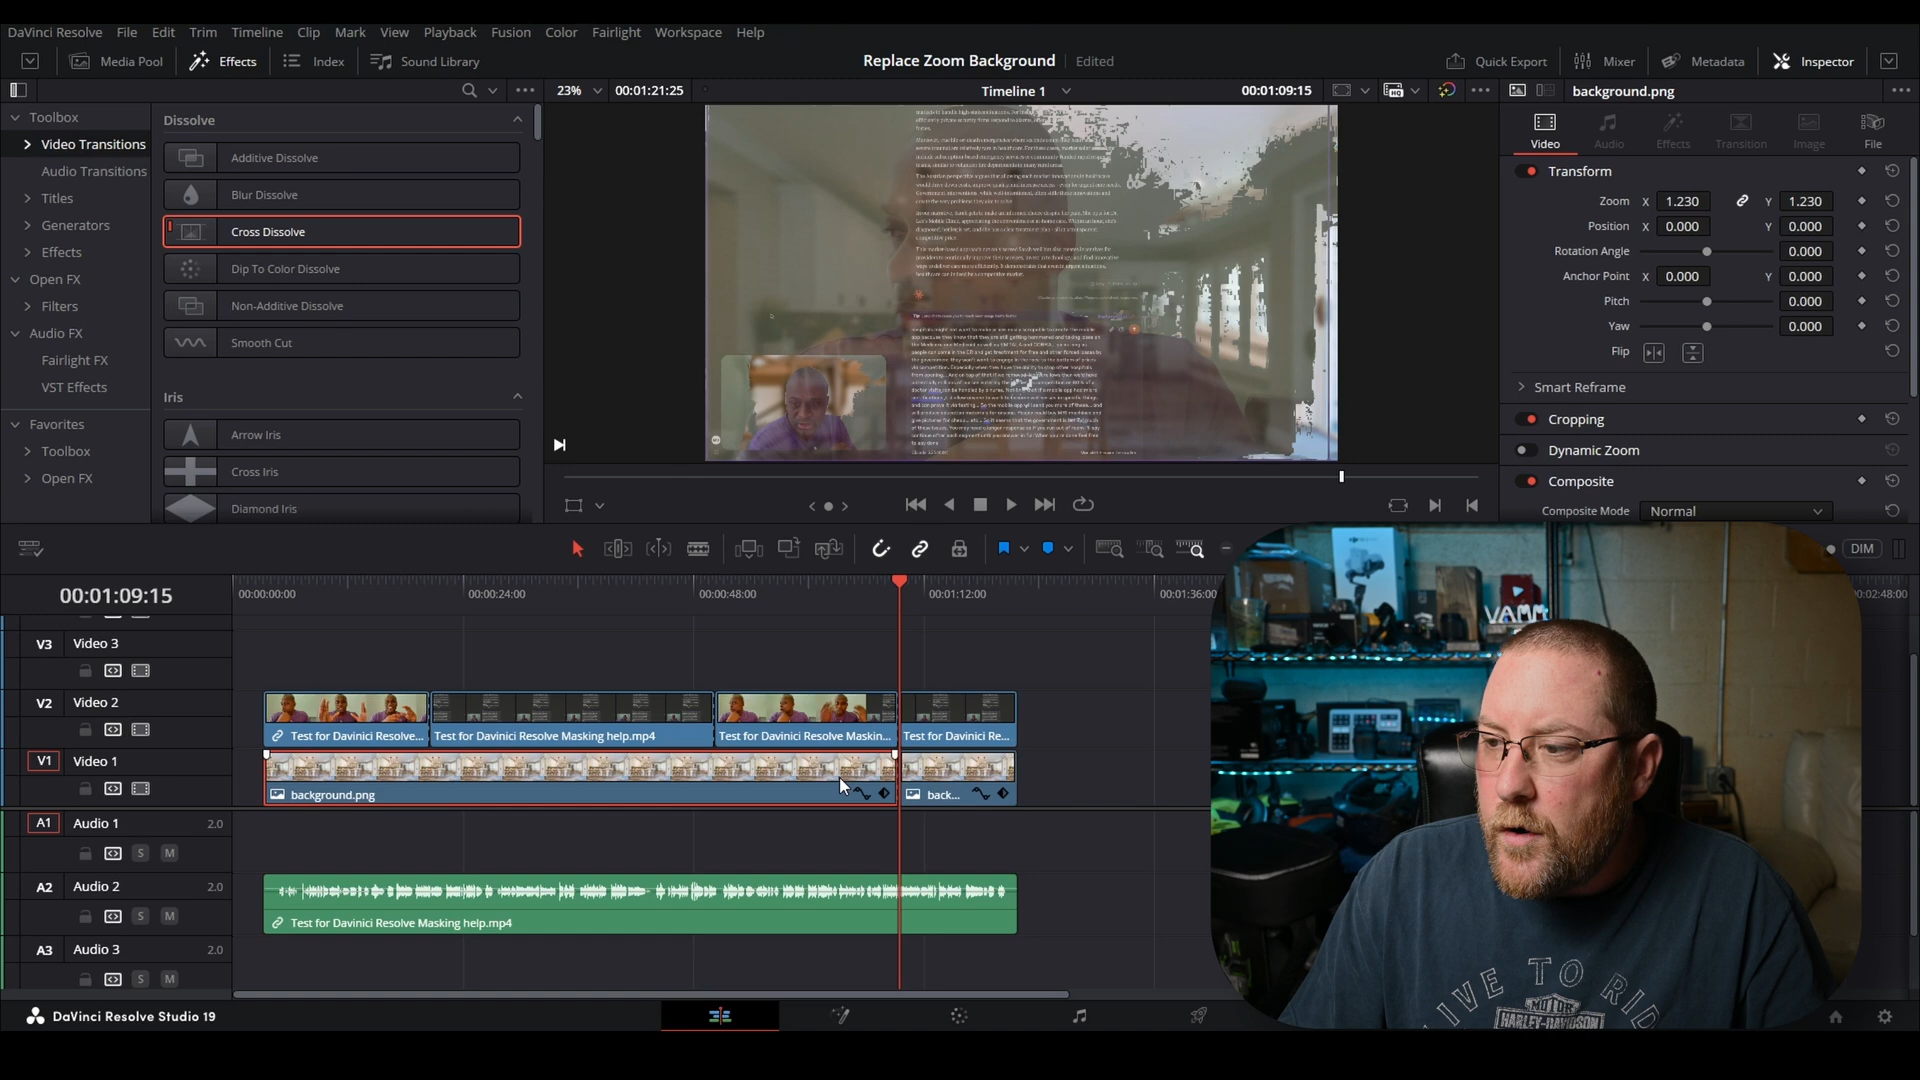 DaVinci Resolve File Edit Trim Timeline Clip Mark View Playback Fusion Color Fairlight Workspace Help
Media Pool Effects Index Sound Library Replace Zoom Background Edited Quick Export Mixer Metadata Inspector
23% 00:01:21:25 Timeline 1 00:01:09:15 background.png
Toolbox
Video Transitions
Audio Transitions
Titles
Generators
Effects
Open FX
Filters
Audio FX
Fairlight FX
VST Effects
Favorites
Toolbox
Open FX
Dissolve
Additive Dissolve
Blur Dissolve
Cross Dissolve
Dip To Color Dissolve
Non-Additive Dissolve
Smooth Cut
Iris
Arrow Iris
Cross Iris
Diamond Iris
Video Audio Effects Transition Image File
Transform
Zoom X 1.230 Y 1.230
Position X 0.000 Y 0.000
Rotation Angle 0.000
Anchor Point X 0.000 Y 0.000
Pitch 0.000
Yaw 0.000
Flip
Smart Reframe
Cropping
Dynamic Zoom
Composite
Composite Mode Normal
DIM
00:01:09:15
00:00:00:00 00:00:24:00 00:00:48:00 00:01:12:00 00:01:36:00 00:02:48:00
V3 Video 3
V2 Video 2
Test for Davinci Resolve... Test for Davinci Resolve Masking help.mp4 Test for Davinci Resolve Maskin... Test for Davinci Re...
V1 Video 1
background.png back...
A1 Audio 1 2.0
S M
A2 Audio 2 2.0
S M
Test for Davinci Resolve Masking help.mp4
A3 Audio 3 2.0
S M
DaVinci Resolve Studio 19
VAMM
LIVE TO RIDE
MOTOR
HARLEY-DAVIDSON